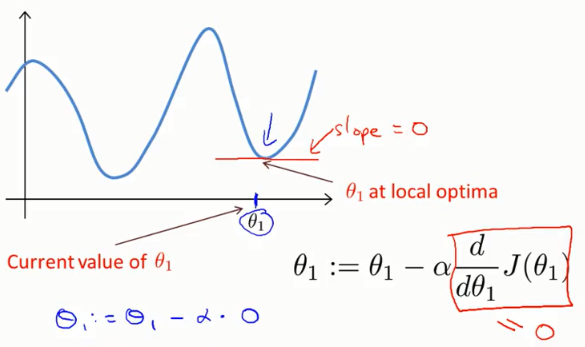 slope = 0
θ₁ at local optima
θ₁
Current value of θ₁
θ₁ := θ₁ − α d/dθ₁ J(θ₁)
= 0
θ₁ := θ₁ − α · 0